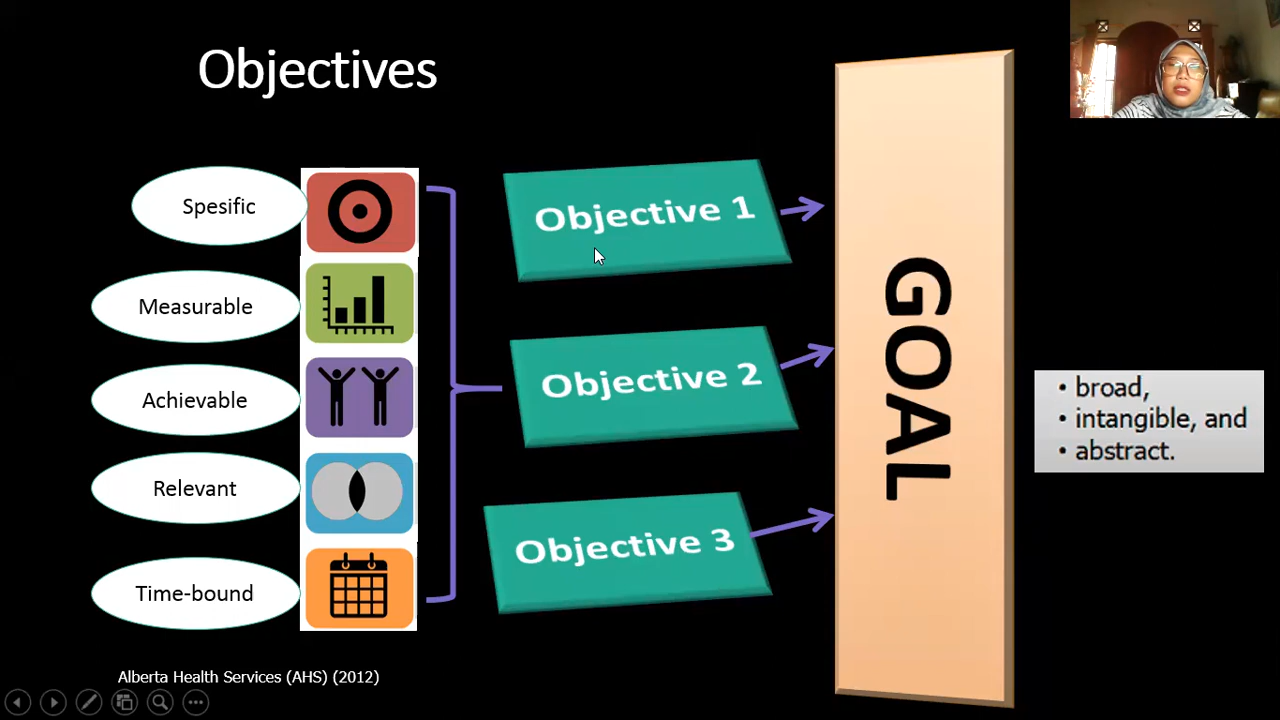 Objectives
Spesific
Measurable
Achievable
Relevant
Time-bound
Objective 1
Objective 2
Objective 3
GOAL
• broad,
• intangible, and
• abstract.
Alberta Health Services (AHS) (2012)